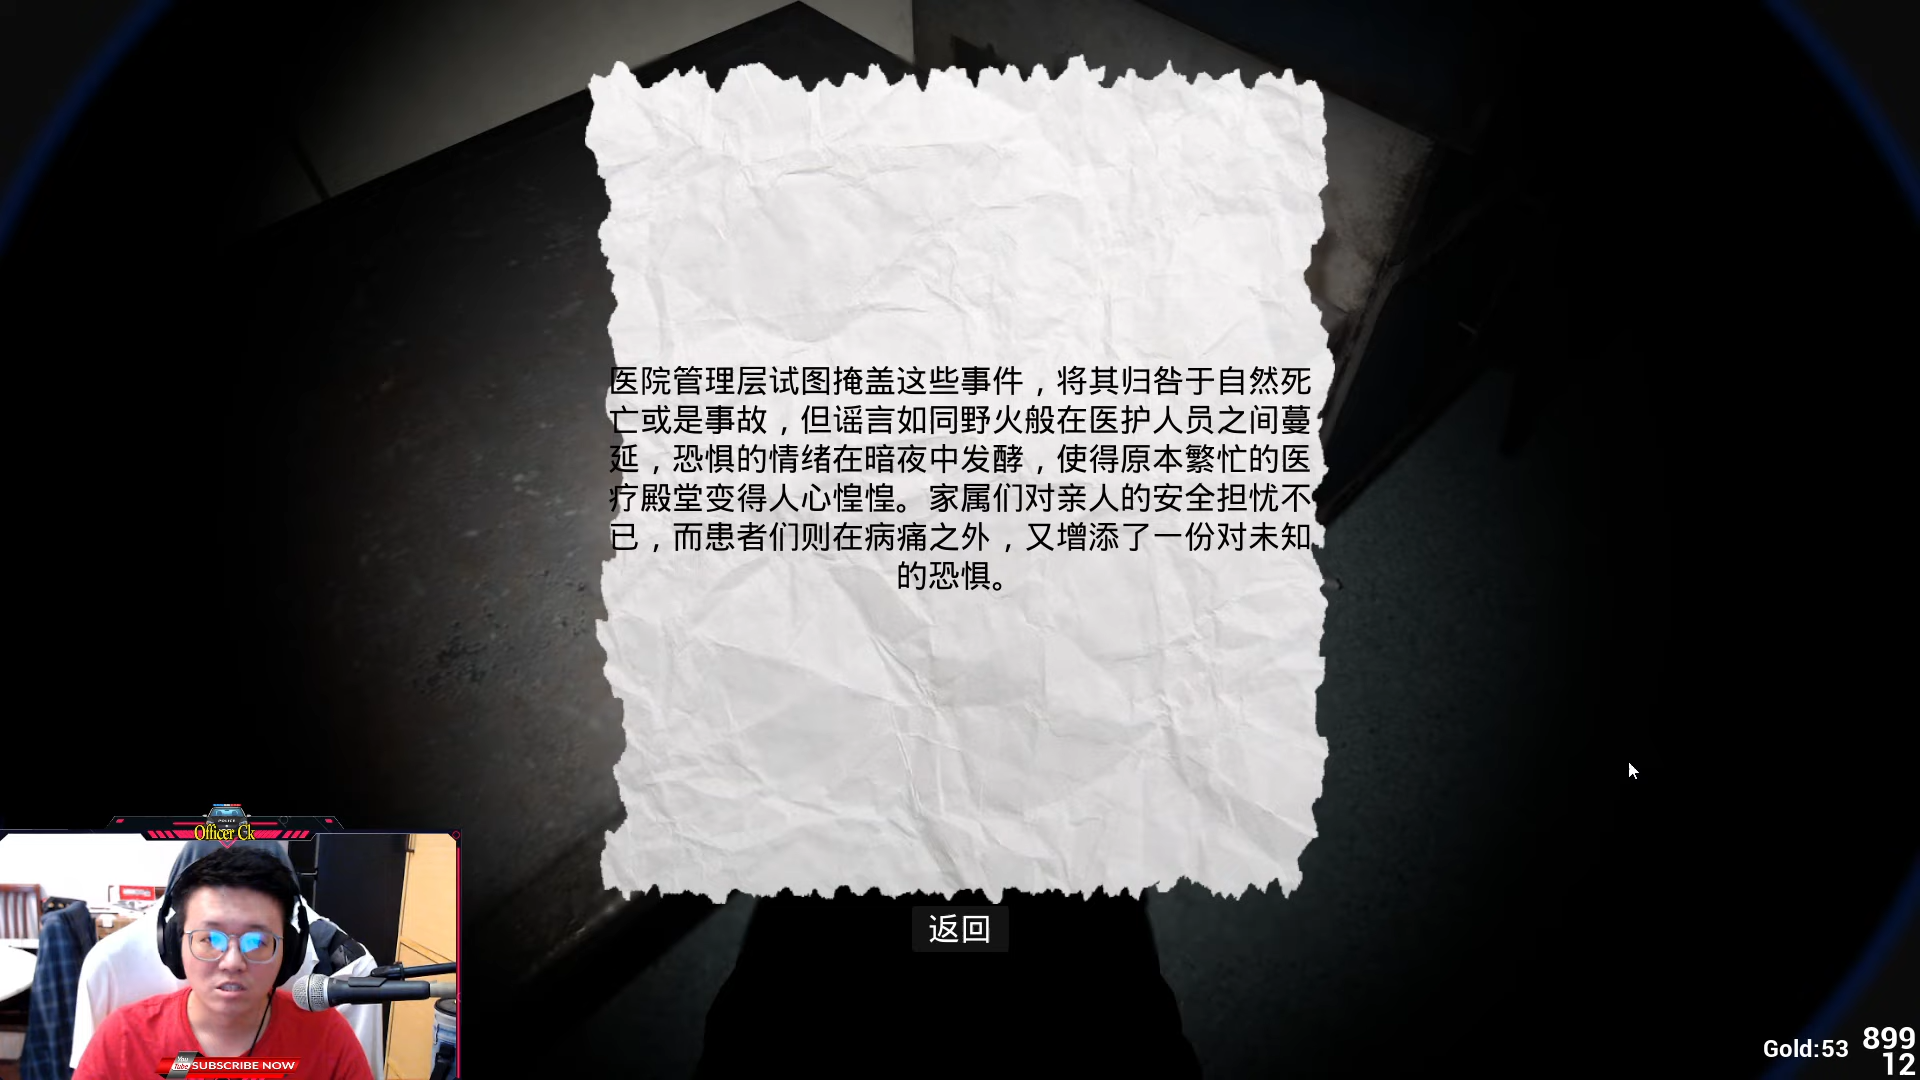 医院管理层试图掩盖这些事件，将其归咎于自然死
亡或是事故，但谣言如同野火般在医护人员之间蔓
延，恐惧的情绪在暗夜中发酵，使得原本繁忙的医
疗殿堂变得人心惶惶。家属们对亲人的安全担忧不
已，而患者们则在病痛之外，又增添了一份对未知
的恐惧。
返回
POLICE
Officer Ck
You
Tube
SUBSCRIBE NOW
Gold:53
899
12